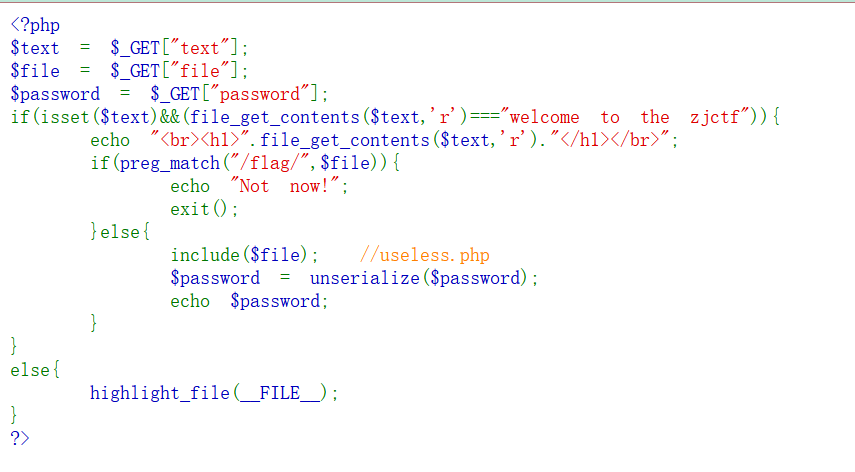 <?php
$text = $_GET["text"];
$file = $_GET["file"];
$password = $_GET["password"];
if(isset($text)&&(file_get_contents($text,'r')==="welcome to the zjctf")){
        echo "<br><h1>".file_get_contents($text,'r')."</h1></br>";
        if(preg_match("/flag/",$file)){
                echo "Not now!";
                exit();
        }else{
                include($file);  //useless.php
                $password = unserialize($password);
                echo $password;
        }
}
else{
        highlight_file(__FILE__);
}
?>